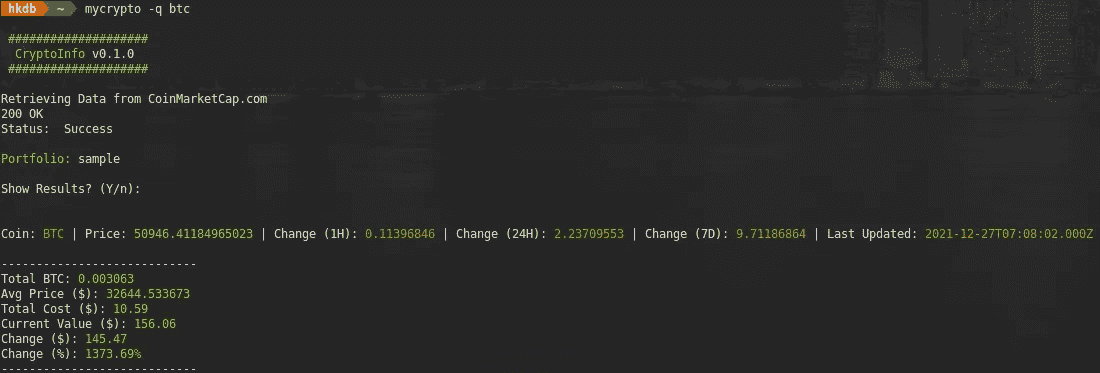 hkdb ~ mycrypto -q btc
####################
CryptoInfo v0.1.0
####################
Retrieving Data from CoinMarketCap.com
200 OK
Status:  Success
Portfolio: sample
Show Results? (Y/n):
Coin: BTC | Price: 50946.41184965023 | Change (1H): 0.11396846 | Change (24H): 2.23709553 | Change (7D): 9.71186864 | Last Updated: 2021-12-27T07:08:02.000Z
----------------------------
Total BTC: 0.003063
Avg Price ($): 32644.533673
Total Cost ($): 10.59
Current Value ($): 156.06
Change ($): 145.47
Change (%): 1373.69%
----------------------------